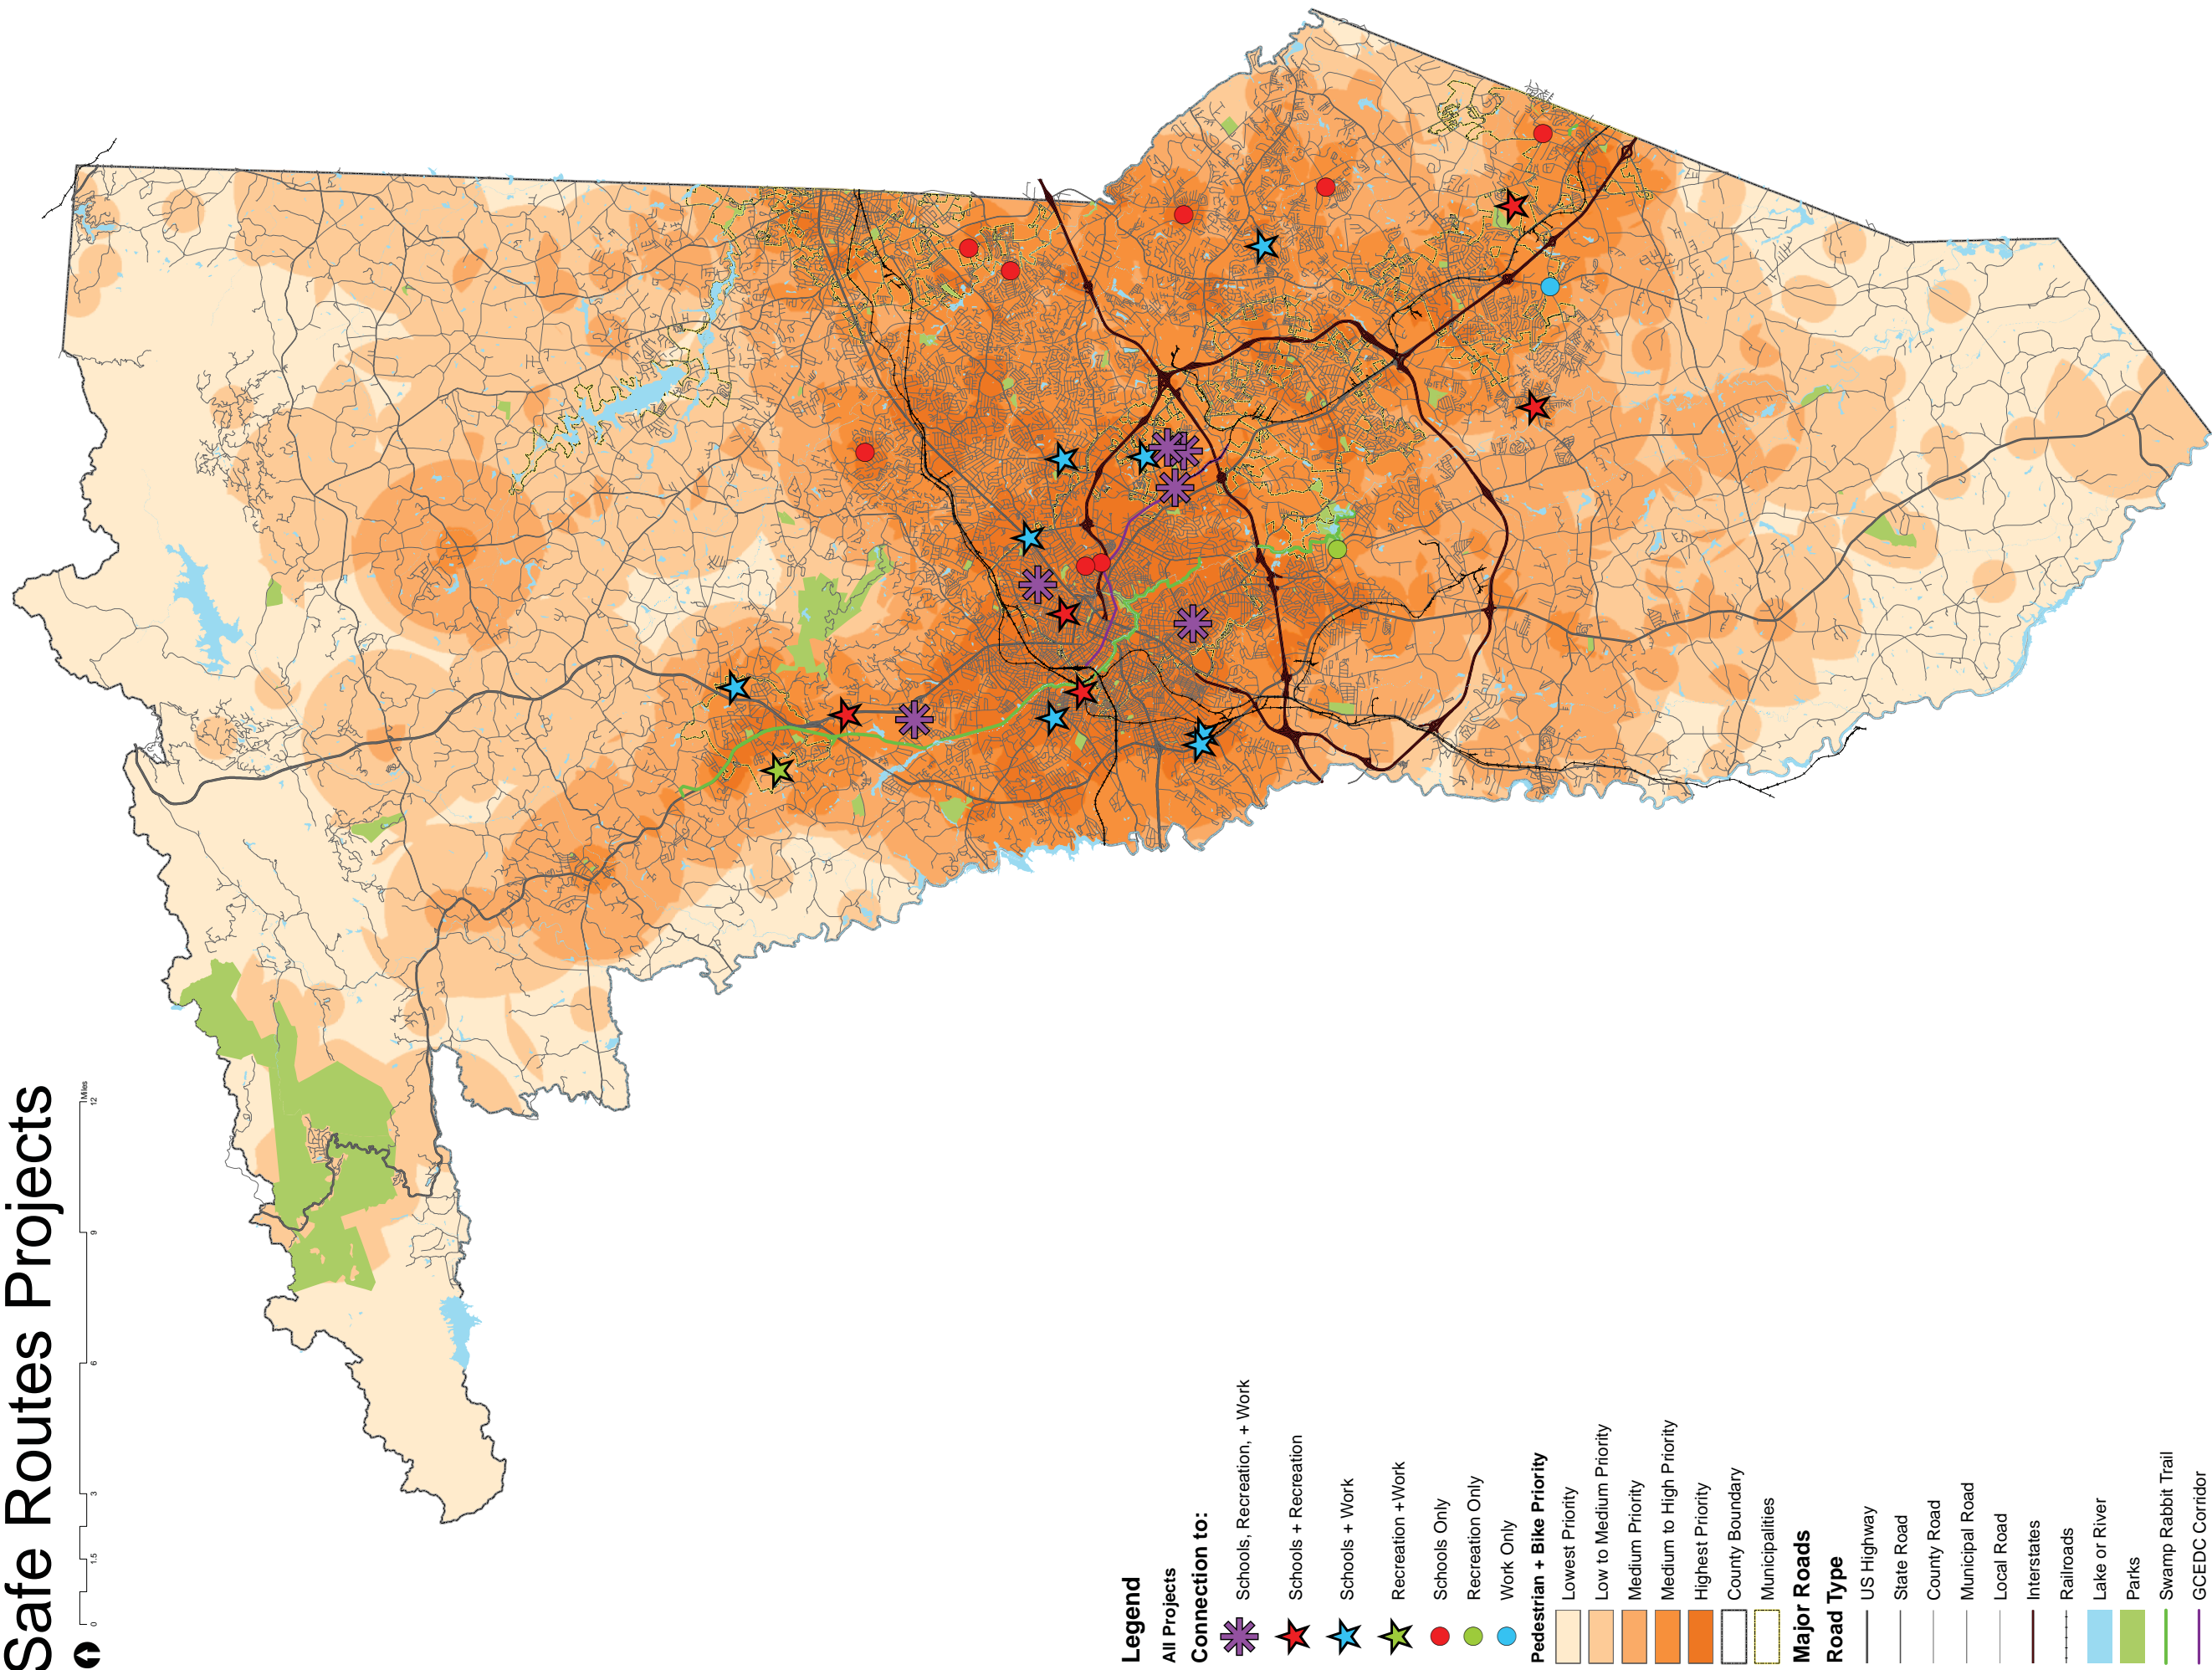 Safe Routes Projects
0 1.5 3 6 9 12
Miles
Legend
All Projects
Connection to:
Schools, Recreation, + Work
Schools + Recreation
Schools + Work
Recreation +Work
Schools Only
Recreation Only
Work Only
Pedestrian + Bike Priority
Lowest Priority
Low to Medium Priority
Medium Priority
Medium to High Priority
Highest Priority
County Boundary
Municipalities
Major Roads
Road Type
US Highway
State Road
County Road
Municipal Road
Local Road
Interstates
Railroads
Lake or River
Parks
Swamp Rabbit Trail
GCEDC Corridor